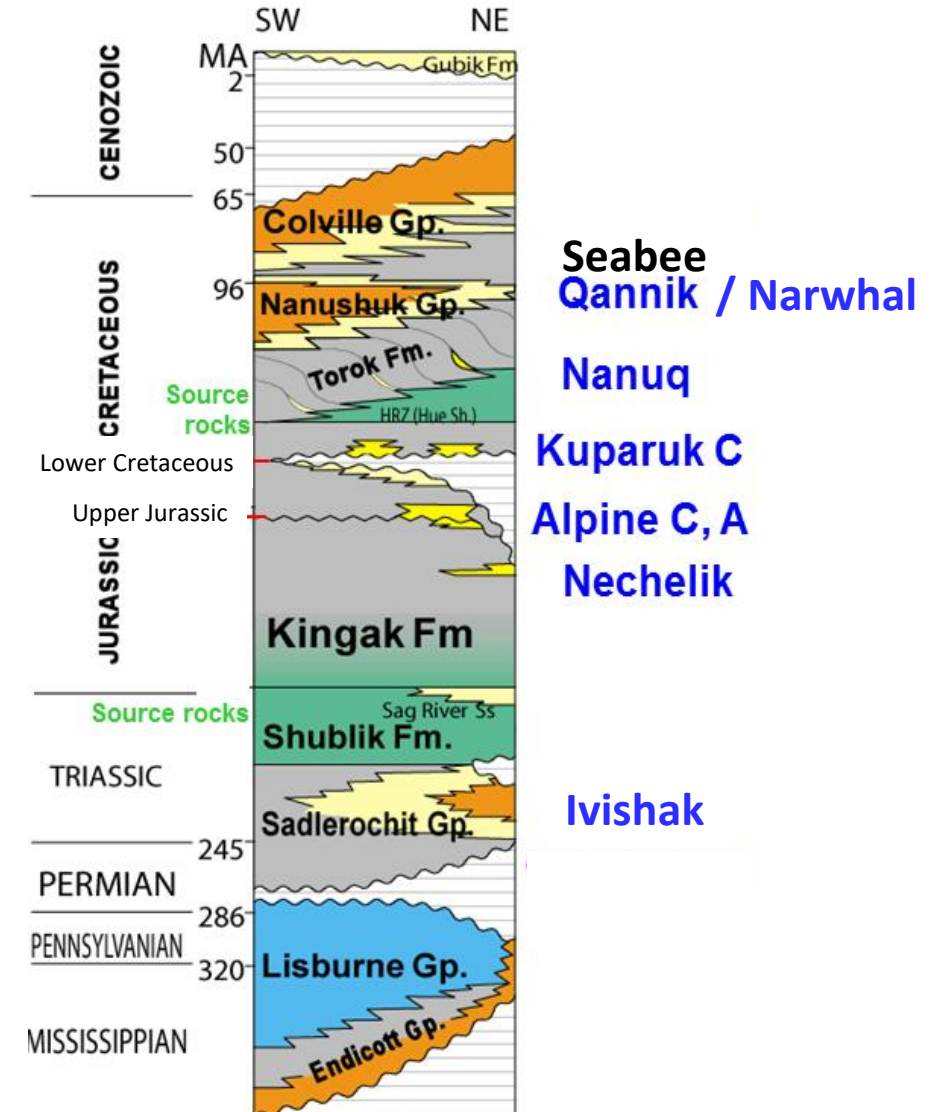 SW NE
MA
Gubik Fm
2
CENOZOIC
50
65
Colville Gp.
Seabee
96
Nanushuk Gp.
Qannik / Narwhal
CRETACEOUS
Torok Fm.
Nanuq
Source
rocks
HRZ (Hue Sh.)
Kuparuk C
Lower Cretaceous
Upper Jurassic
Alpine C, A
Nechelik
JURASSIC
Kingak Fm
Source rocks
Sag River Ss
Shublik Fm.
TRIASSIC
Ivishak
Sadlerochit Gp.
245
PERMIAN
286
PENNSYLVANIAN
320
Lisburne Gp.
MISSISSIPPIAN
Endicott Gp.